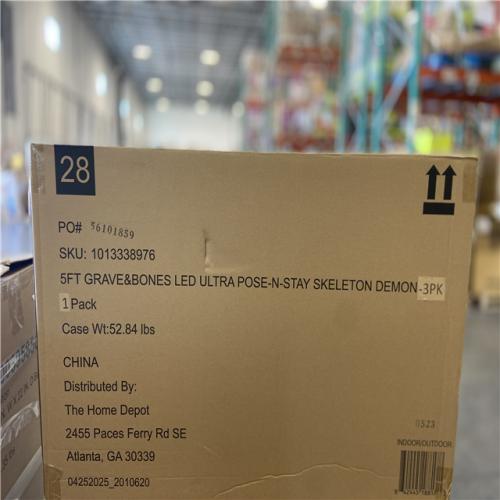 28
PO# 56101859
SKU: 1013338976
5FT GRAVE&BONES LED ULTRA POSE-N-STAY SKELETON DEMON-3PK
1 Pack
Case Wt:52.84 lbs
CHINA
Distributed By:
The Home Depot
2455 Paces Ferry Rd SE
Atlanta, GA 30339
04252025_2010620
0523
INDOOR/OUTDOOR